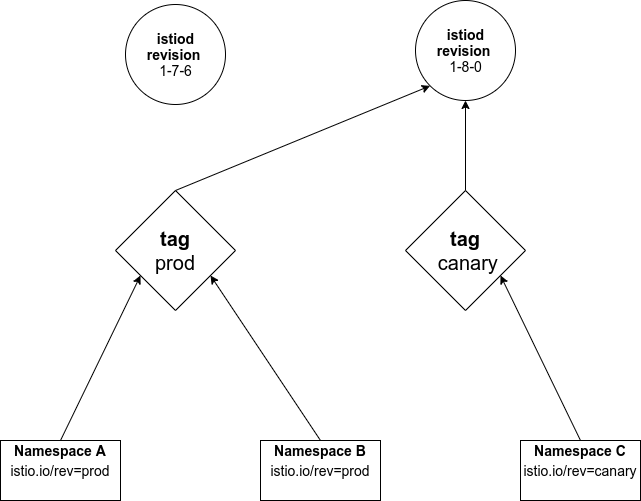 istiod
revision
1-7-6
istiod
revision
1-8-0
tag
prod
tag
canary
Namespace A
istio.io/rev=prod
Namespace B
istio.io/rev=prod
Namespace C
istio.io/rev=canary